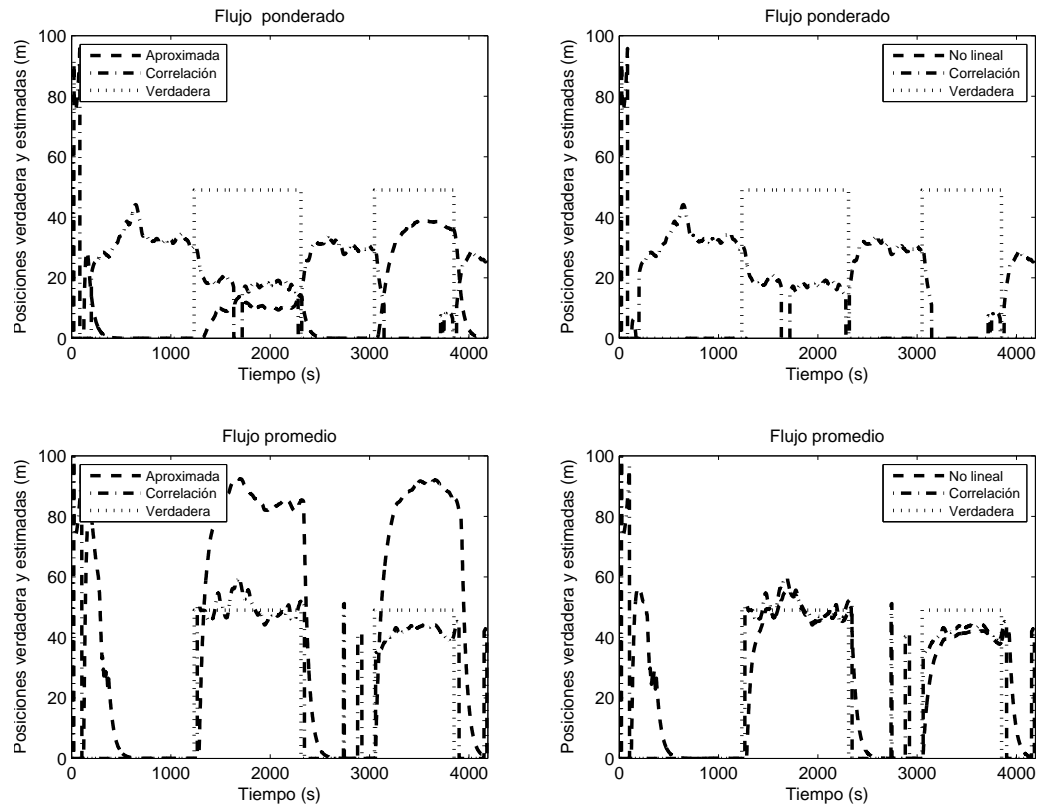 Flujo ponderado
Posiciones verdadera y estimadas (m)
100
80
60
40
20
0
Aproximada
Correlación
Verdadera
0 1000 2000 3000 4000
Tiempo (s)
Flujo ponderado
Posiciones verdadera y estimadas (m)
100
80
60
40
20
0
No lineal
Correlación
Verdadera
0 1000 2000 3000 4000
Tiempo (s)
Flujo promedio
Posiciones verdadera y estimadas (m)
100
80
60
40
20
0
Aproximada
Correlación
Verdadera
0 1000 2000 3000 4000
Tiempo (s)
Flujo promedio
Posiciones verdadera y estimadas (m)
100
80
60
40
20
0
No lineal
Correlación
Verdadera
0 1000 2000 3000 4000
Tiempo (s)